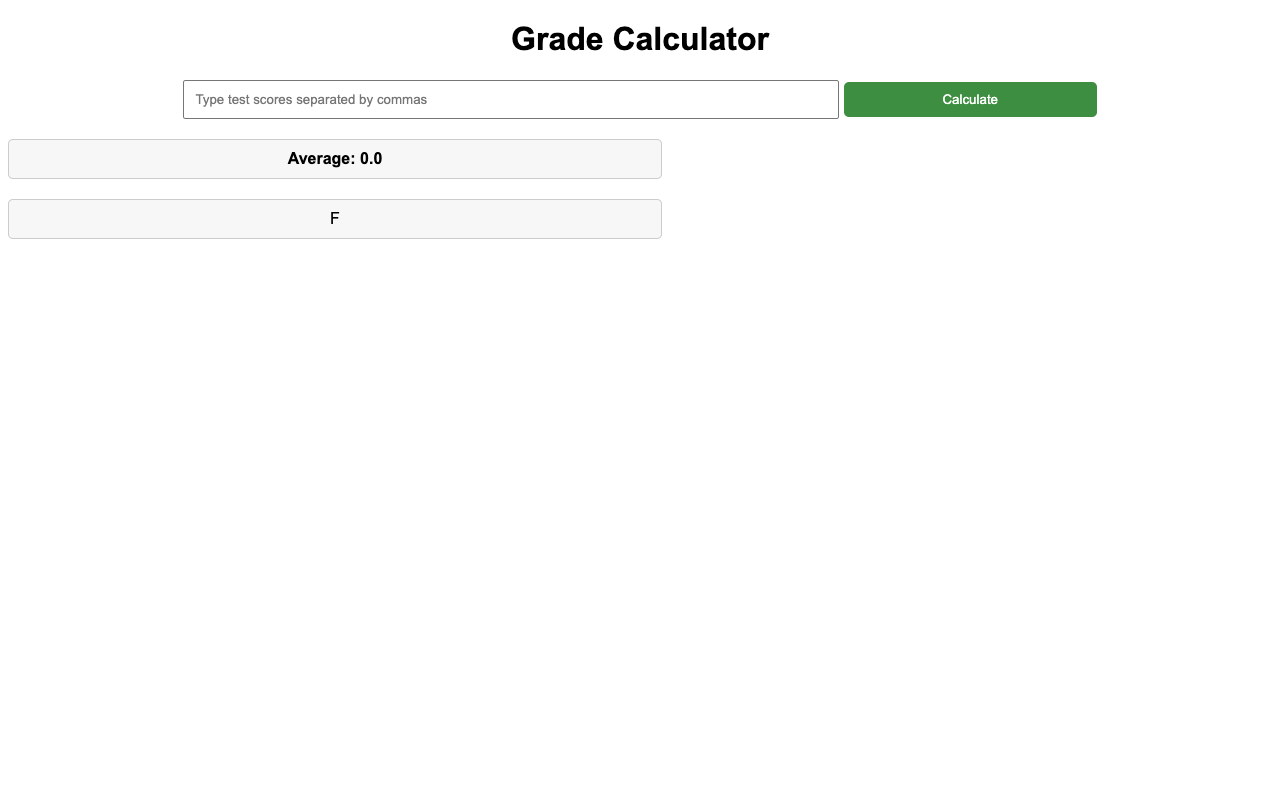 Grade Calculator
Type test scores separated by commas Calculate
Average: 0.0
F